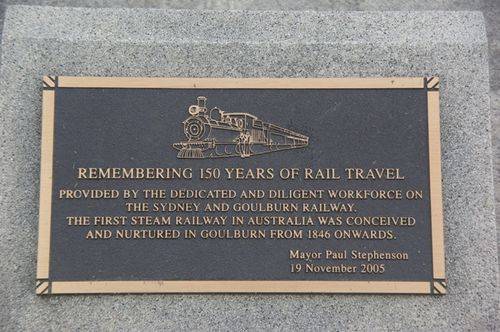 REMEMBERING 150 YEARS OF RAIL TRAVEL
PROVIDED BY THE DEDICATED AND DILIGENT WORKFORCE ON
THE SYDNEY AND GOULBURN RAILWAY.
THE FIRST STEAM RAILWAY IN AUSTRALIA WAS CONCEIVED
AND NURTURED IN GOULBURN FROM 1846 ONWARDS.
Mayor Paul Stephenson
19 November 2005